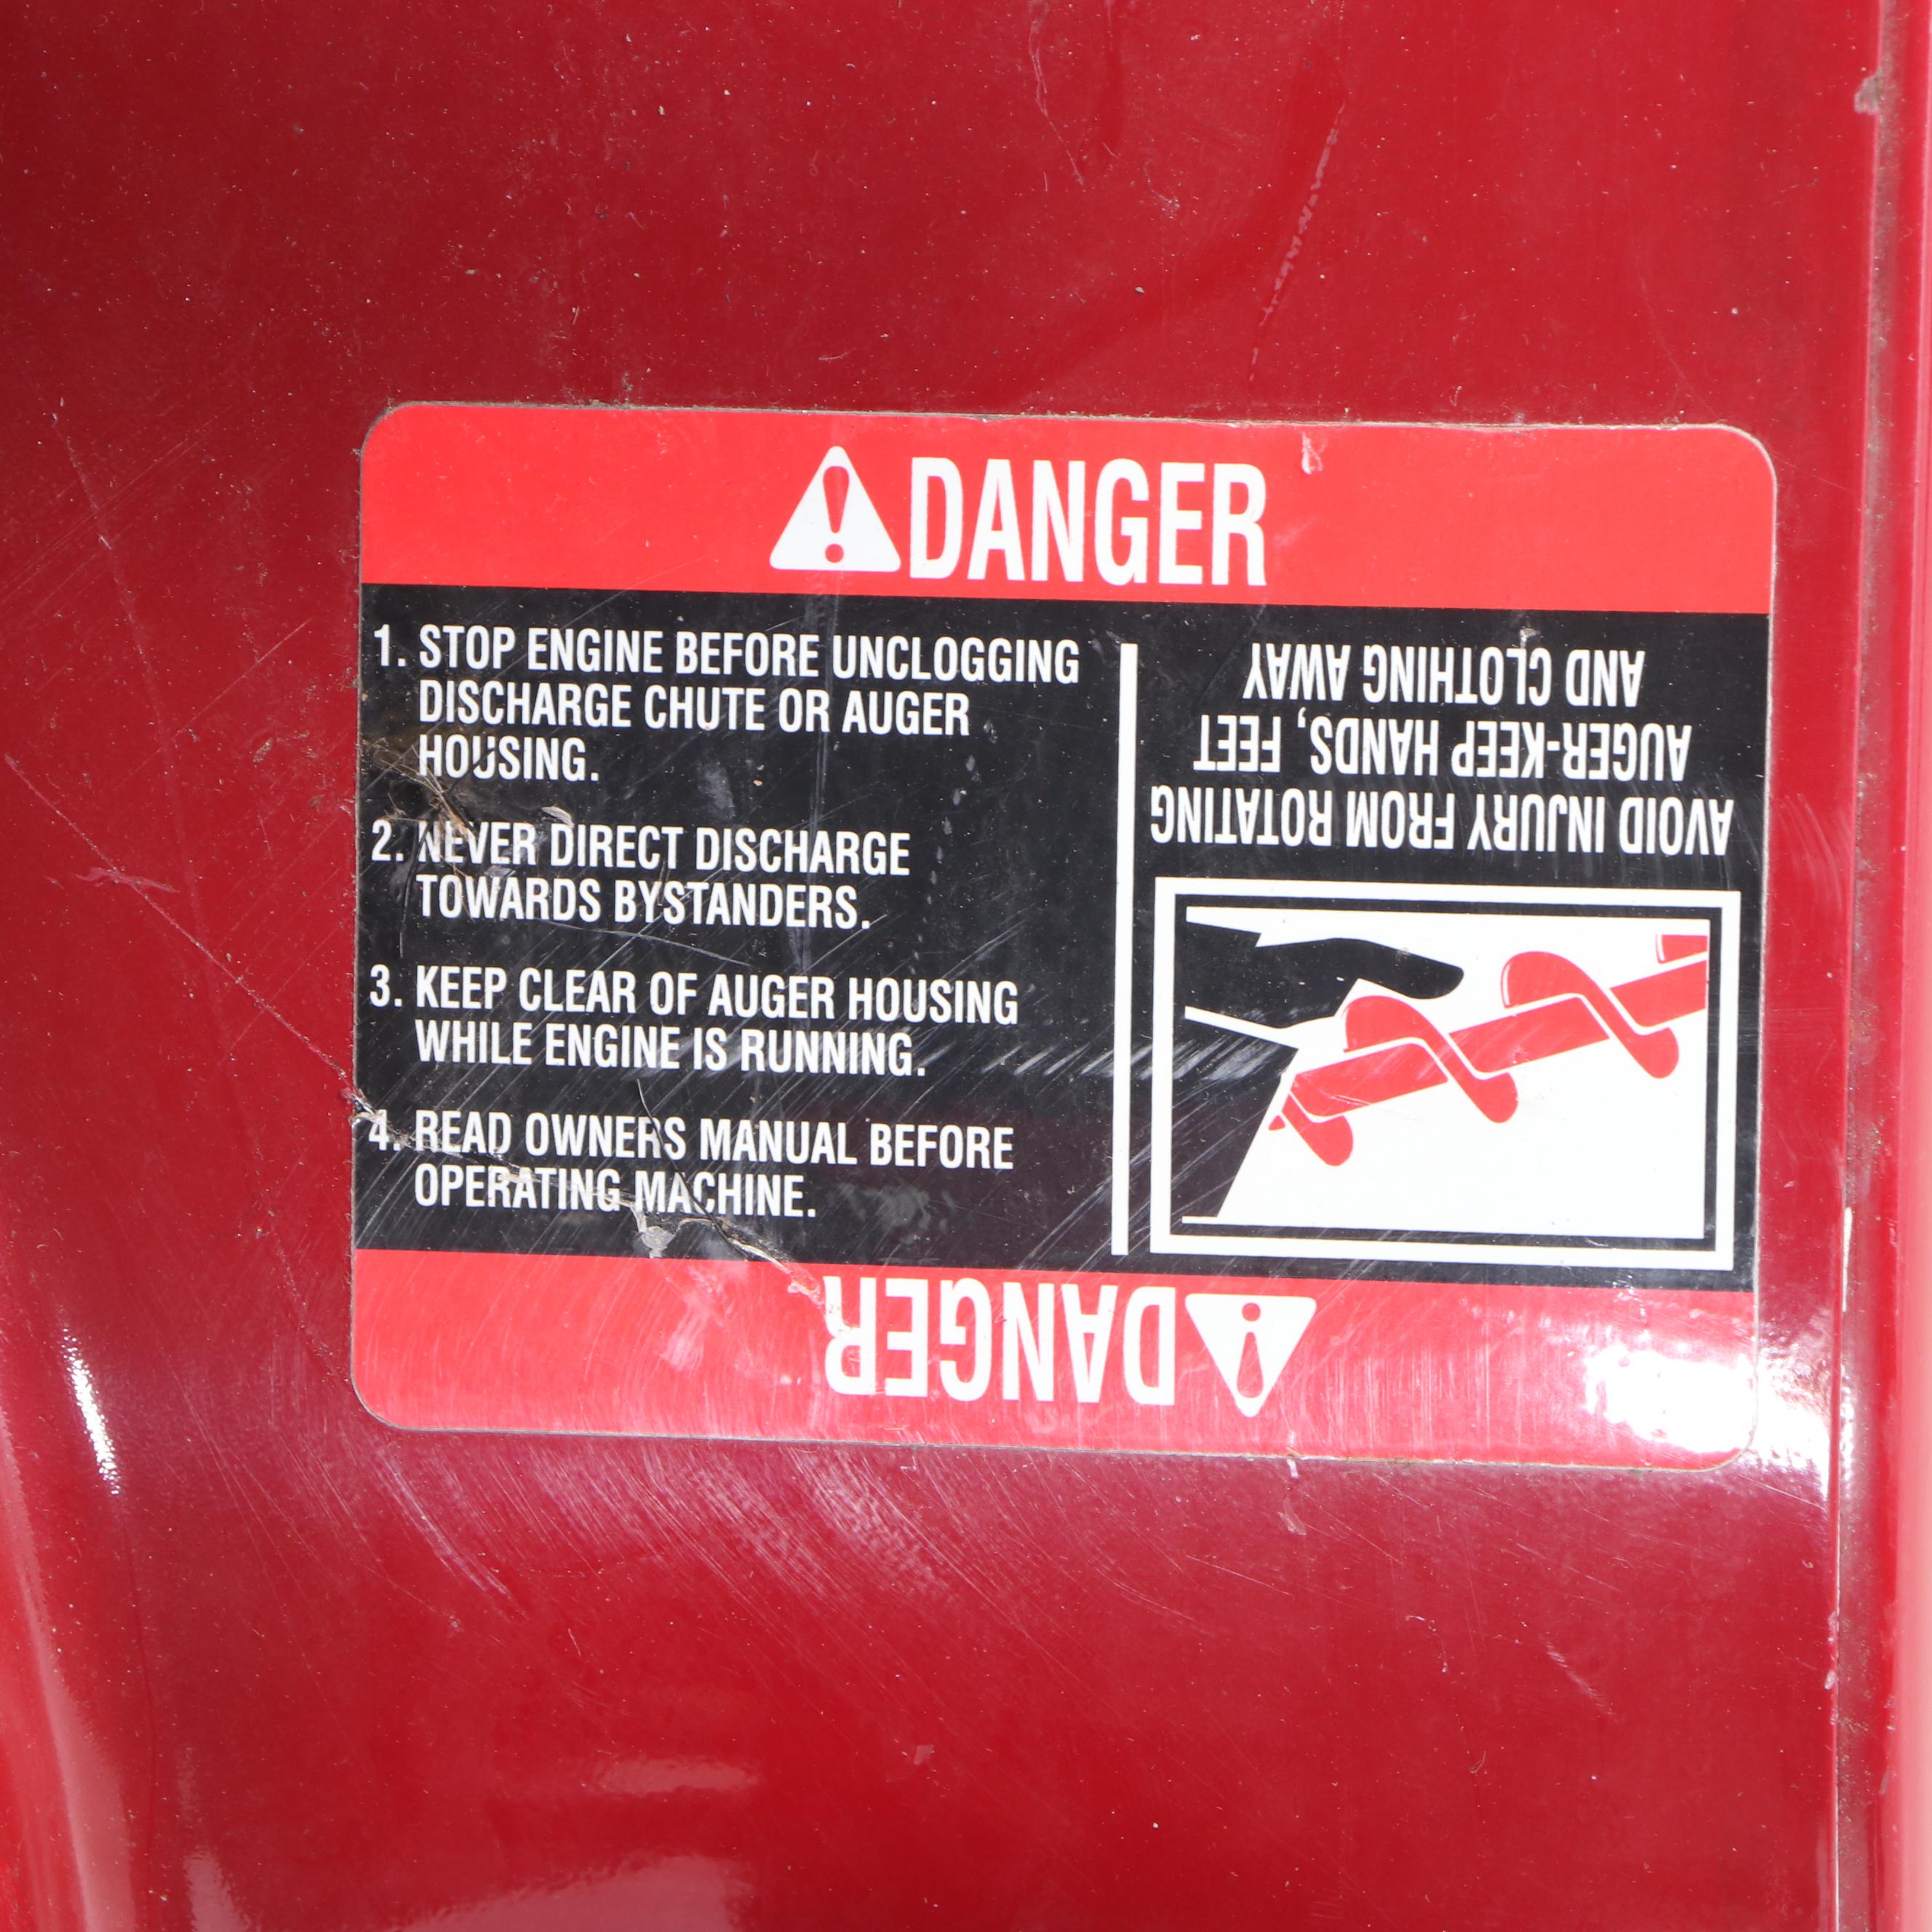 DANGER
1. STOP ENGINE BEFORE UNCLOGGING
DISCHARGE CHUTE OR AUGER
HOUSING.
2. NEVER DIRECT DISCHARGE
TOWARDS BYSTANDERS.
3. KEEP CLEAR OF AUGER HOUSING
WHILE ENGINE IS RUNNING.
4. READ OWNERS MANUAL BEFORE
OPERATING MACHINE.
DANGER
AVOID INJURY FROM ROTATING
AUGER-KEEP HANDS, FEET
AND CLOTHING AWAY